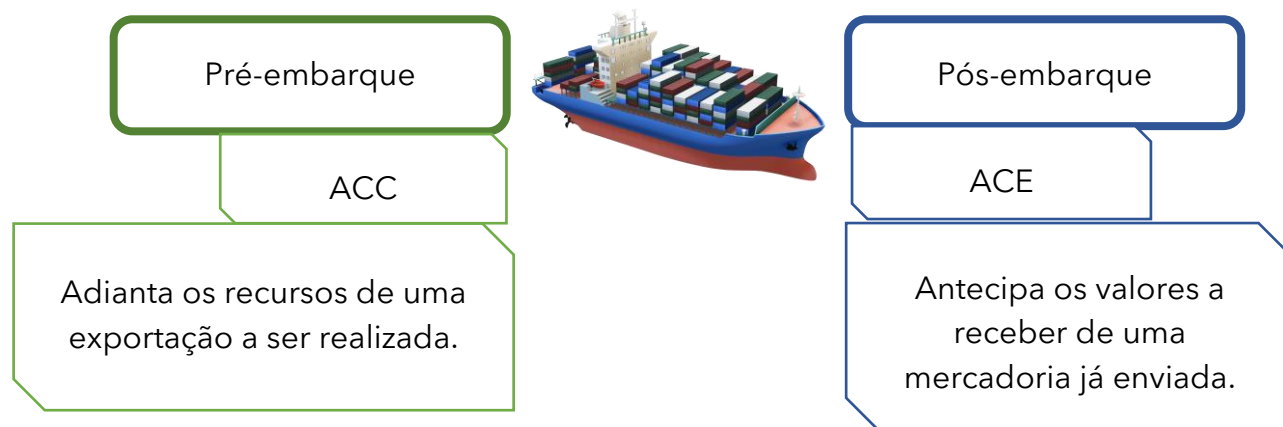 Pré-embarque
ACC
Adianta os recursos de uma
exportação a ser realizada.
Pós-embarque
ACE
Antecipa os valores a
receber de uma
mercadoria já enviada.